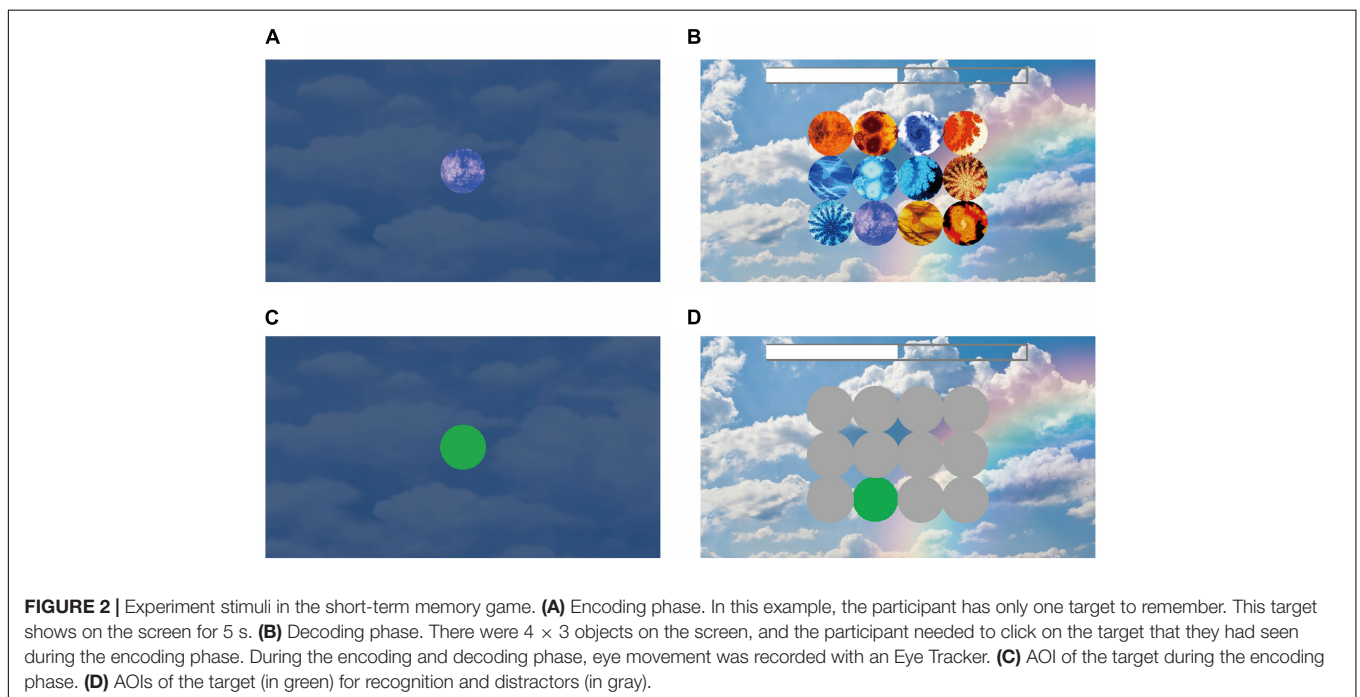 A
B
C
D
FIGURE 2 | Experiment stimuli in the short-term memory game. (A) Encoding phase. In this example, the participant has only one target to remember. This target
shows on the screen for 5 s. (B) Decoding phase. There were 4 × 3 objects on the screen, and the participant needed to click on the target that they had seen
during the encoding phase. During the encoding and decoding phase, eye movement was recorded with an Eye Tracker. (C) AOI of the target during the encoding
phase. (D) AOIs of the target (in green) for recognition and distractors (in gray).